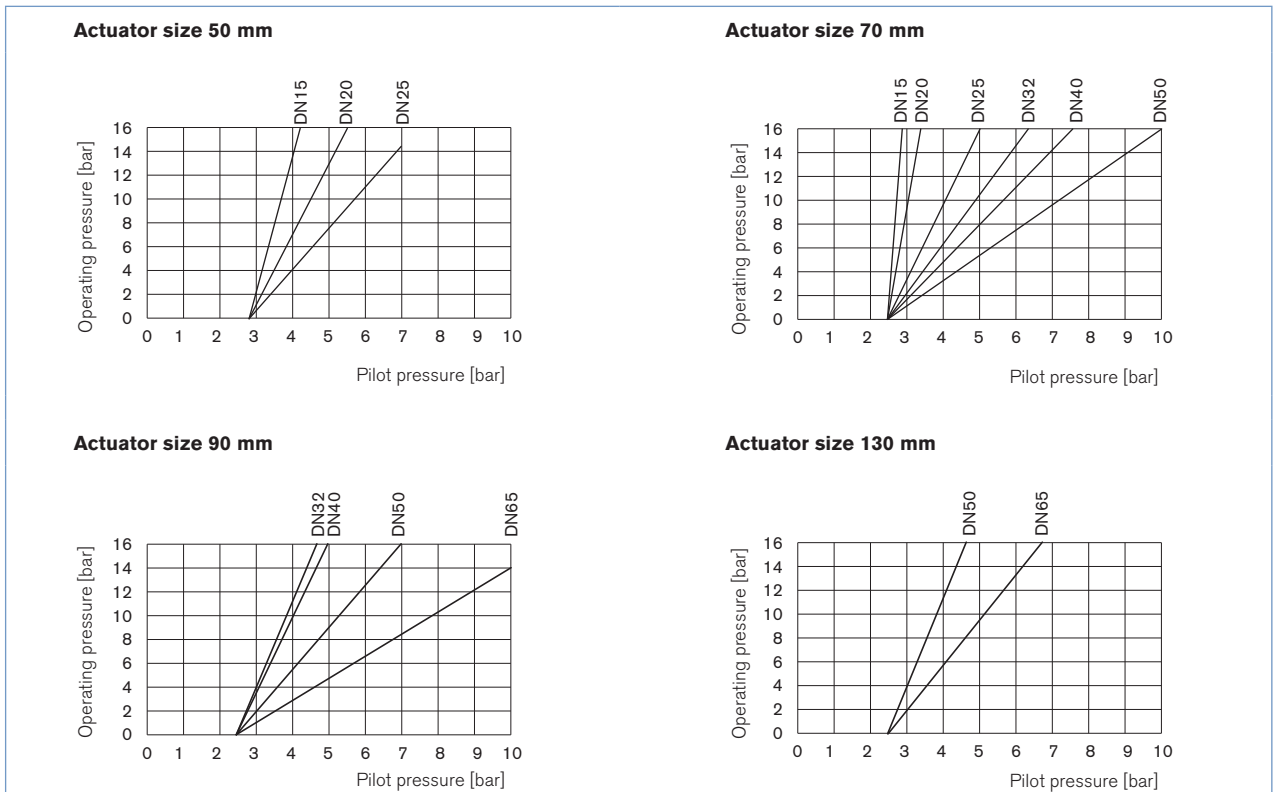 Actuator size 50 mm
DN15 DN20 DN25
16
14
12
10
8
6
4
2
0
Operating pressure [bar]
0 1 2 3 4 5 6 7 8 9 10
Pilot pressure [bar]
Actuator size 70 mm
DN15 DN20 DN25 DN32 DN40 DN50
16
14
12
10
8
6
4
2
0
Operating pressure [bar]
0 1 2 3 4 5 6 7 8 9 10
Pilot pressure [bar]
Actuator size 90 mm
DN32 DN40 DN50 DN65
16
14
12
10
8
6
4
2
0
Operating pressure [bar]
0 1 2 3 4 5 6 7 8 9 10
Pilot pressure [bar]
Actuator size 130 mm
DN50 DN65
16
14
12
10
8
6
4
2
0
Operating pressure [bar]
0 1 2 3 4 5 6 7 8 9 10
Pilot pressure [bar]